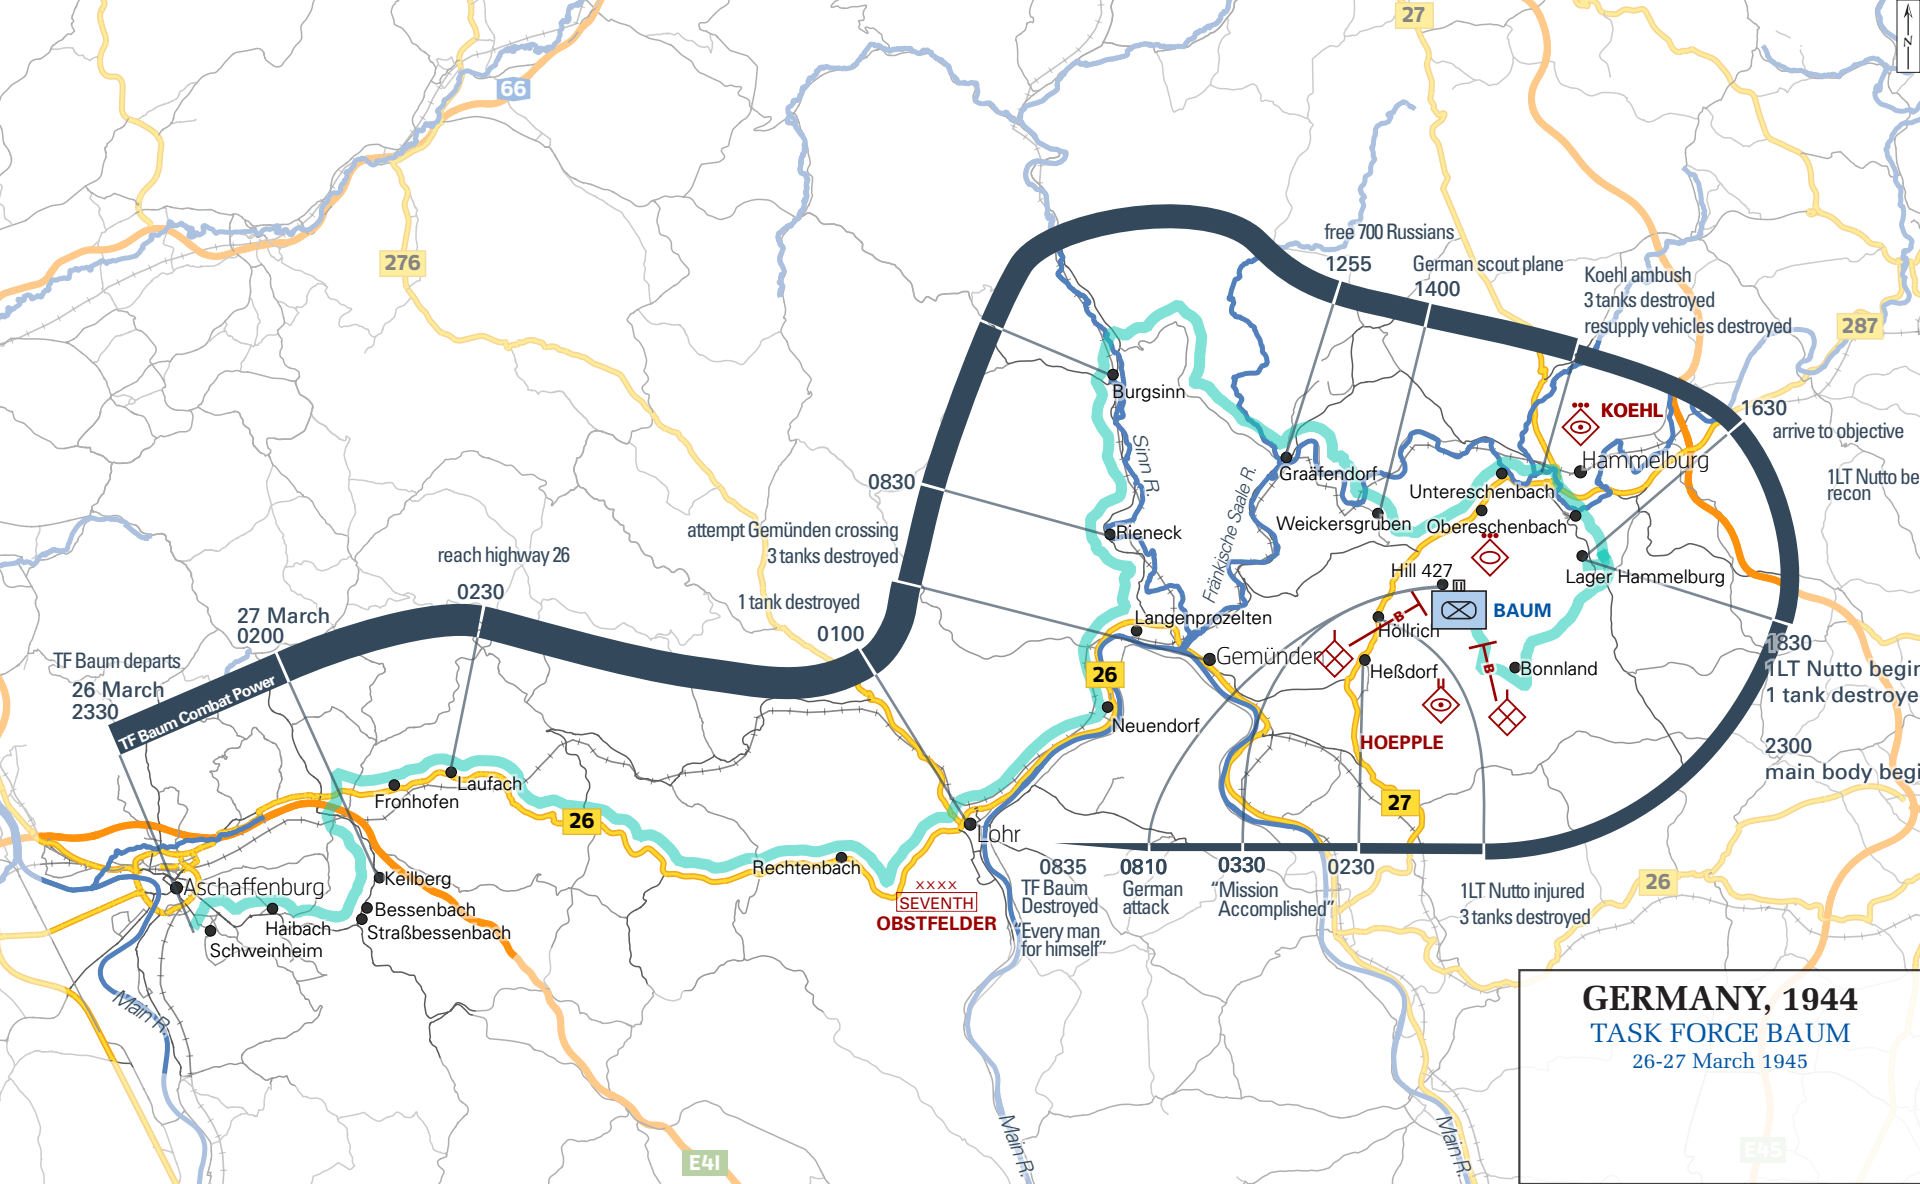 27
N
66
276
free 700 Russians
1255
German scout plane
1400
Koehl ambush
3 tanks destroyed
resupply vehicles destroyed
287
Burgsinn
KOEHL
1630
arrive to objective
Sinn R.
Hammelburg
Graäfendorf
0830
Untereschenbach
1LT Nutto be
recon
Weickersgruben
Obereschenbach
attempt Gemünden crossing
3 tanks destroyed
Rieneck
Fränkische Saale R.
reach highway 26
0230
Hill 427
Lager Hammelburg
1 tank destroyed
0100
BAUM
27 March
0200
Langenprozelten
Höllrich
B
1830
1LT Nutto begin
1 tank destroye
TF Baum departs
26 March
2330
TF Baum Combat Power
Gemünden
Heßdorf
B
Bonnland
26
Neuendorf
HOEPPLE
2300
main body begi
Laufach
Fronhofen
26
27
Lohr
Rechtenbach
xxxx
SEVENTH
OBSTFELDER
0835
TF Baum
Destroyed
"Every man
for himself"
0810
German
attack
0330
"Mission
Accomplished"
0230
1LT Nutto injured
3 tanks destroyed
26
Aschaffenburg
Keilberg
Haibach
Bessenbach
Straßbessenbach
Schweinheim
Main R.
GERMANY, 1944
TASK FORCE BAUM
26-27 March 1945
Main R.
Main R.
E41
E45